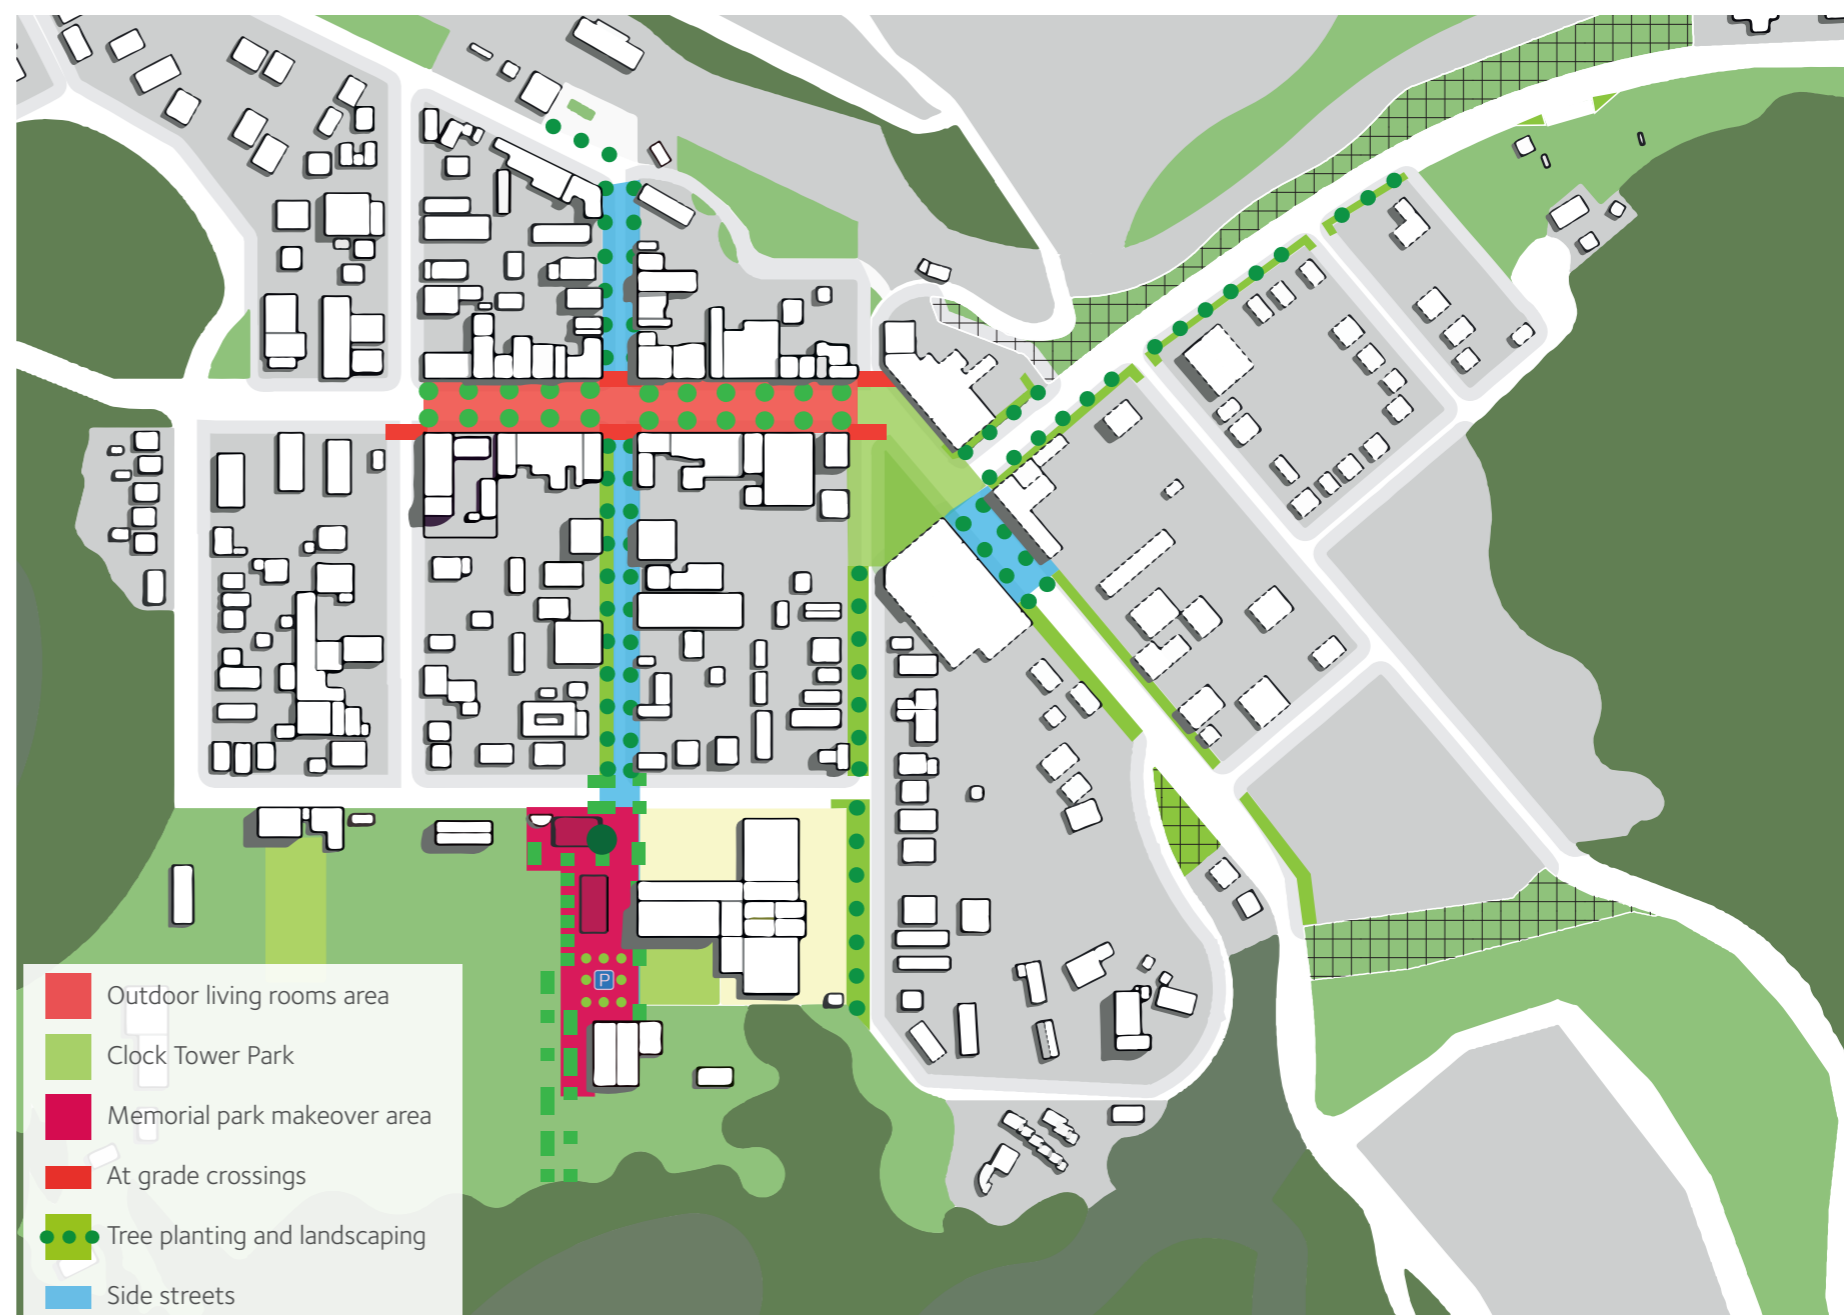 P
Outdoor living rooms area
Clock Tower Park
Memorial park makeover area
At grade crossings
Tree planting and landscaping
Side streets